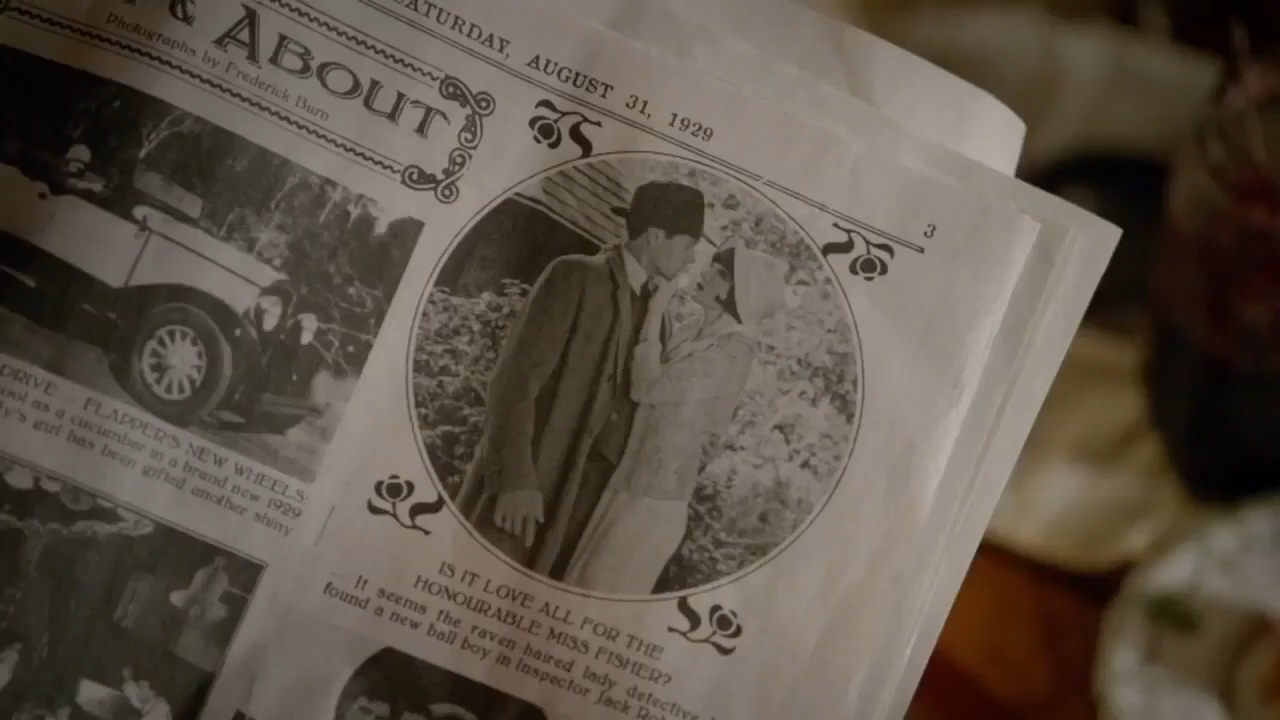 & ABOUT
Photographs by Frederick Burn
SATURDAY, AUGUST 31, 1929
3
DRIVE FLAPPER'S NEW WHEELS:
cool as a cucumber in a brand new 1929
girl has been gifted another shiny
IS IT LOVE ALL FOR THE
HONOURABLE MISS FISHER?
It seems the raven haired lady detective
found a new ball boy in Inspector Jack